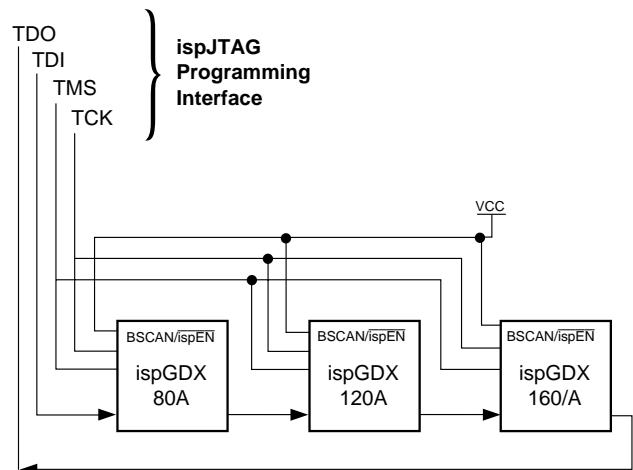 TDO
TDI
TMS
TCK
ispJTAG
Programming
Interface
VCC
BSCAN/ispEN
ispGDX
80A
BSCAN/ispEN
ispGDX
120A
BSCAN/ispEN
ispGDX
160/A